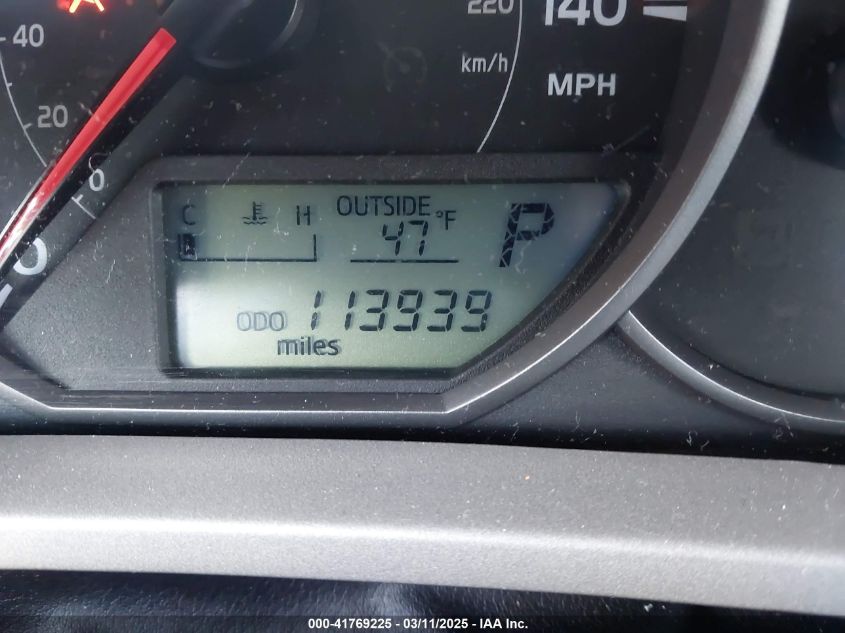 40
20
0
0
220
km/h
140
MPH
C H
OUTSIDE
47°F
P
ODO 113939
miles
000-41769225 - 03/11/2025 - IAA Inc.